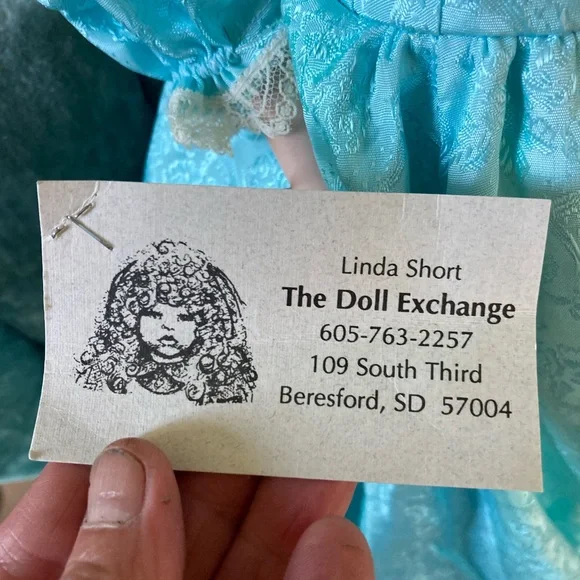 Linda Short
The Doll Exchange
605-763-2257
109 South Third
Beresford, SD 57004